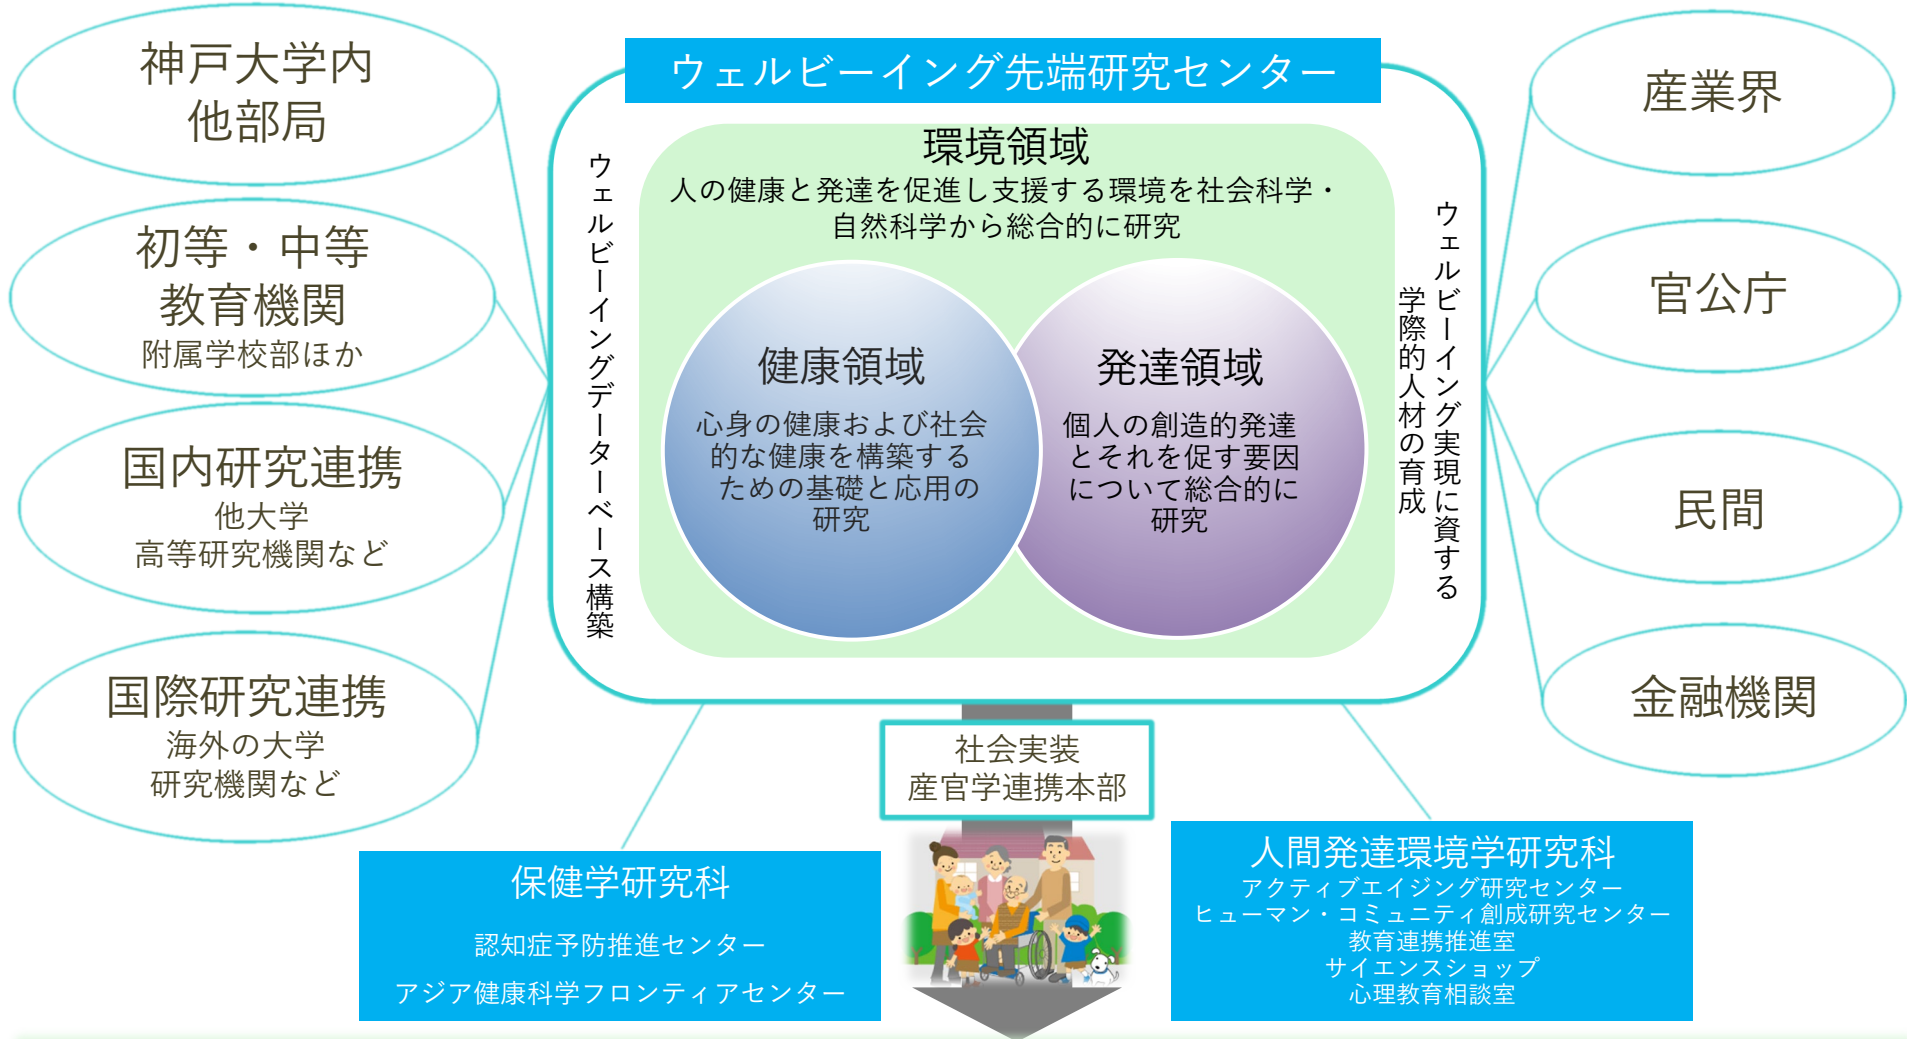 神戸大学内
他部局
初等・中等
教育機関
附属学校部ほか
国内研究連携
他大学
高等研究機関など
国際研究連携
海外の大学
研究機関など
ウェルビーイング先端研究センター
ウェルビーイングデーターベース構築
環境領域
人の健康と発達を促進し支援する環境を社会科学・
自然科学から総合的に研究
健康領域
心身の健康および社会
的な健康を構築する
ための基礎と応用の
研究
発達領域
個人の創造的発達
とそれを促す要因
について総合的に
研究
ウェルビーイング実現に資する
学際的人材の育成
産業界
官公庁
民間
金融機関
社会実装
産官学連携本部
保健学研究科
認知症予防推進センター
アジア健康科学フロンティアセンター
人間発達環境学研究科
アクティブエイジング研究センター
ヒューマン・コミュニティ創成研究センター
教育連携推進室
サイエンスショップ
心理教育相談室